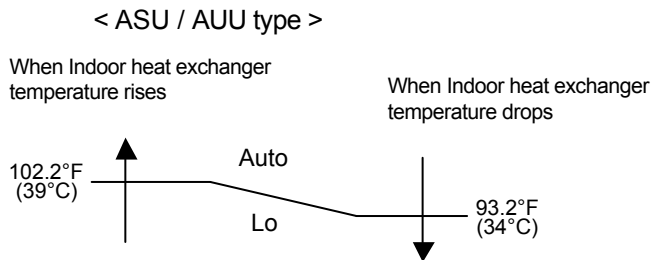 < ASU / AUU type >
When Indoor heat exchanger
temperature rises
When Indoor heat exchanger
temperature drops
102.2°F
(39°C)
Auto
Lo
93.2°F
(34°C)